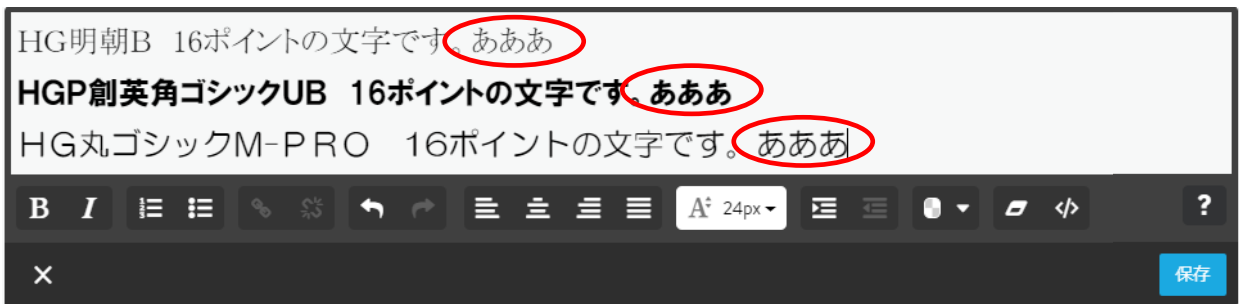 HG明朝B　16ポイントの文字です。あああ
HGP創英角ゴシックUB　16ポイントの文字です。あああ
ＨＧ丸ゴシックＭ-ＰＲＯ　16ポイントの文字です。あああ
B I A 24px ?
× 保存